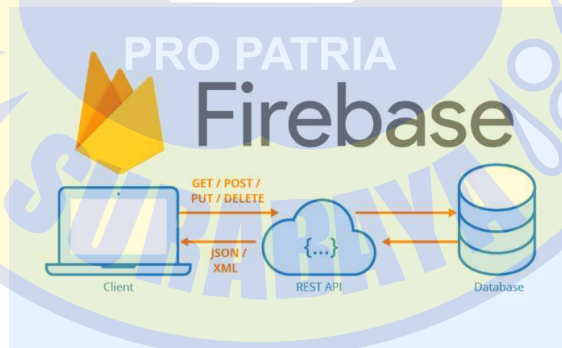 PRO PATRIA
Firebase
GET / POST /
PUT / DELETE
{...}
JSON /
XML
Client
REST API
Database
SURABAYA